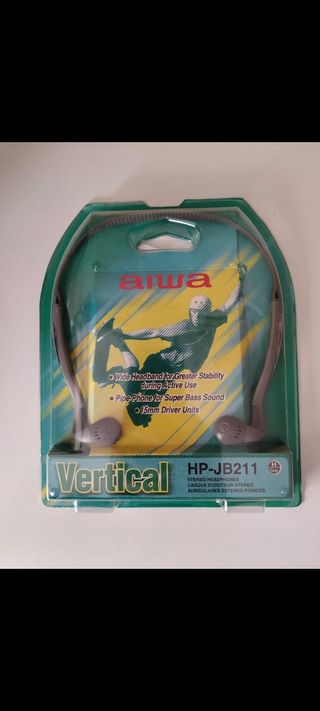 aiwa
• Wide Headband for Greater Stability
during Active Use
• Pipe-Phone for Super Bass Sound
• 15mm Driver Units
Vertical
HP-JB211
STEREO HEADPHONES
CASQUE ECOUTEUR STEREO
AURICULARES ESTEREO FONICOS
H